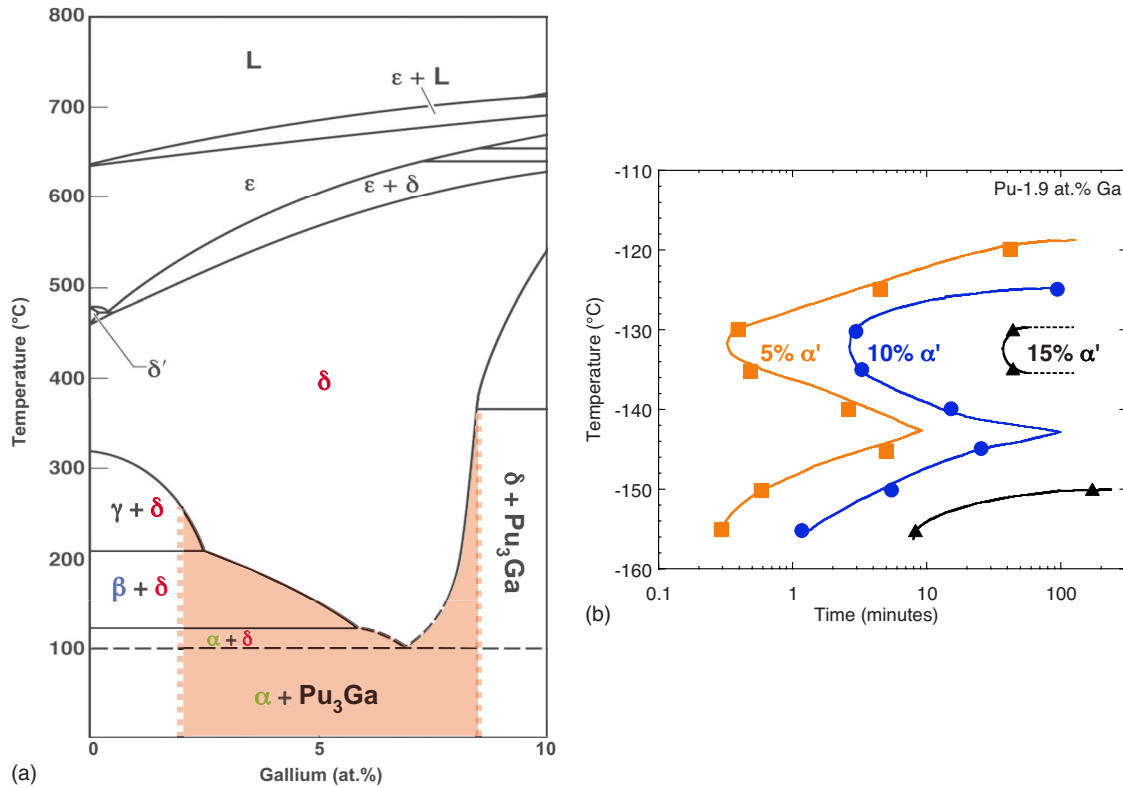 800
700
600
500
400
300
200
100
0
5
10
Temperature (°C)
Gallium (at.%)
L
ε + L
ε
ε + δ
δ′
δ
γ + δ
β + δ
α + δ
α + Pu₃Ga
δ + Pu₃Ga
(a)
-110
-120
-130
-140
-150
-160
0.1
1
10
100
Temperature (°C)
Time (minutes)
Pu-1.9 at.% Ga
5% α'
10% α'
15% α'
(b)